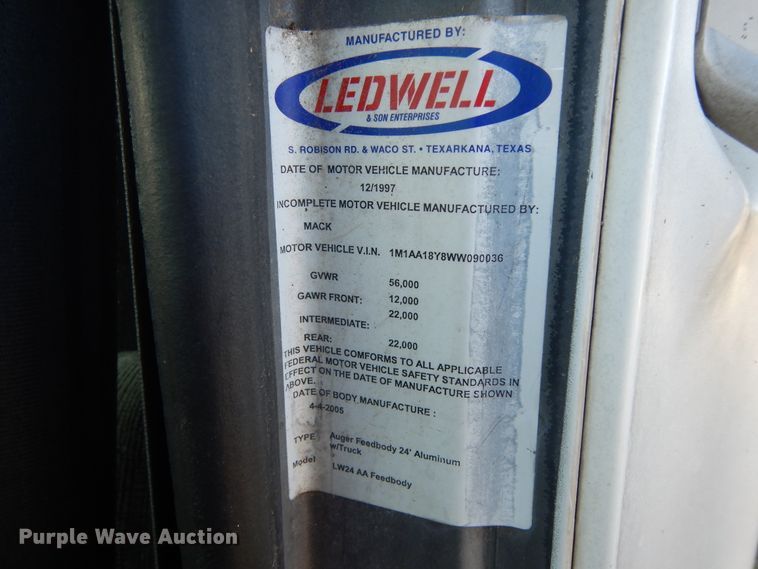 MANUFACTURED BY:
LEDWELL
& SON ENTERPRISES
S. ROBISON RD. & WACO ST. • TEXARKANA, TEXAS
DATE OF MOTOR VEHICLE MANUFACTURE:
12/1997
INCOMPLETE MOTOR VEHICLE MANUFACTURED BY:
MACK
MOTOR VEHICLE V.I.N. 1M1AA18Y8WW090036
GVWR 56,000
GAWR FRONT: 12,000
22,000
INTERMEDIATE:
REAR: 22,000
THIS VEHICLE CONFORMS TO ALL APPLICABLE
FEDERAL MOTOR VEHICLE SAFETY STANDARDS IN
EFFECT ON THE DATE OF MANUFACTURE SHOWN
ABOVE.
DATE OF BODY MANUFACTURE :
4-4-2005
TYPE Auger Feedbody 24' Aluminum
w/Truck
Model LW24 AA Feedbody
Purple Wave Auction